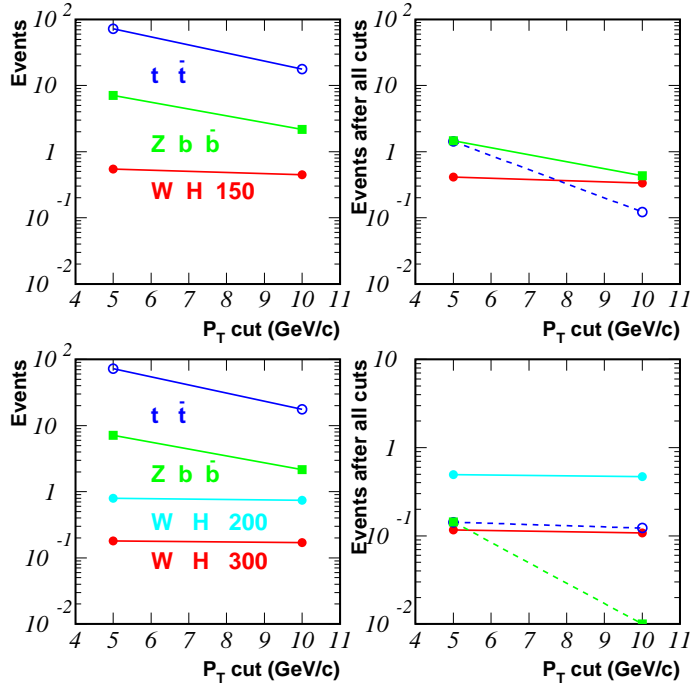 Events
10 2
10
1
10 -1
10 -2
t t̄
Z b b̄
W H 150
4 5 6 7 8 9 10 11
P_T cut (GeV/c)
Events after all cuts
10 2
10
1
10 -1
10 -2
4 5 6 7 8 9 10 11
P_T cut (GeV/c)
Events
10 2
10
1
10 -1
10 -2
t t̄
Z b b̄
W H 200
W H 300
4 5 6 7 8 9 10 11
P_T cut (GeV/c)
Events after all cuts
10
1
10 -1
10 -2
4 5 6 7 8 9 10 11
P_T cut (GeV/c)